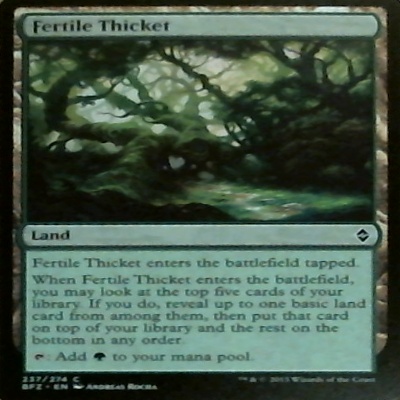 Fertile Thicket
Land
Fertile Thicket enters the battlefield tapped.
When Fertile Thicket enters the battlefield,
you may look at the top five cards of your
library. If you do, reveal up to one basic land
card from among them, then put that card
on top of your library and the rest on the
bottom in any order.
: Add to your mana pool.
237/274 C
BFZ • EN Andreas Rocha
™ & © 2015 Wizards of the Coast